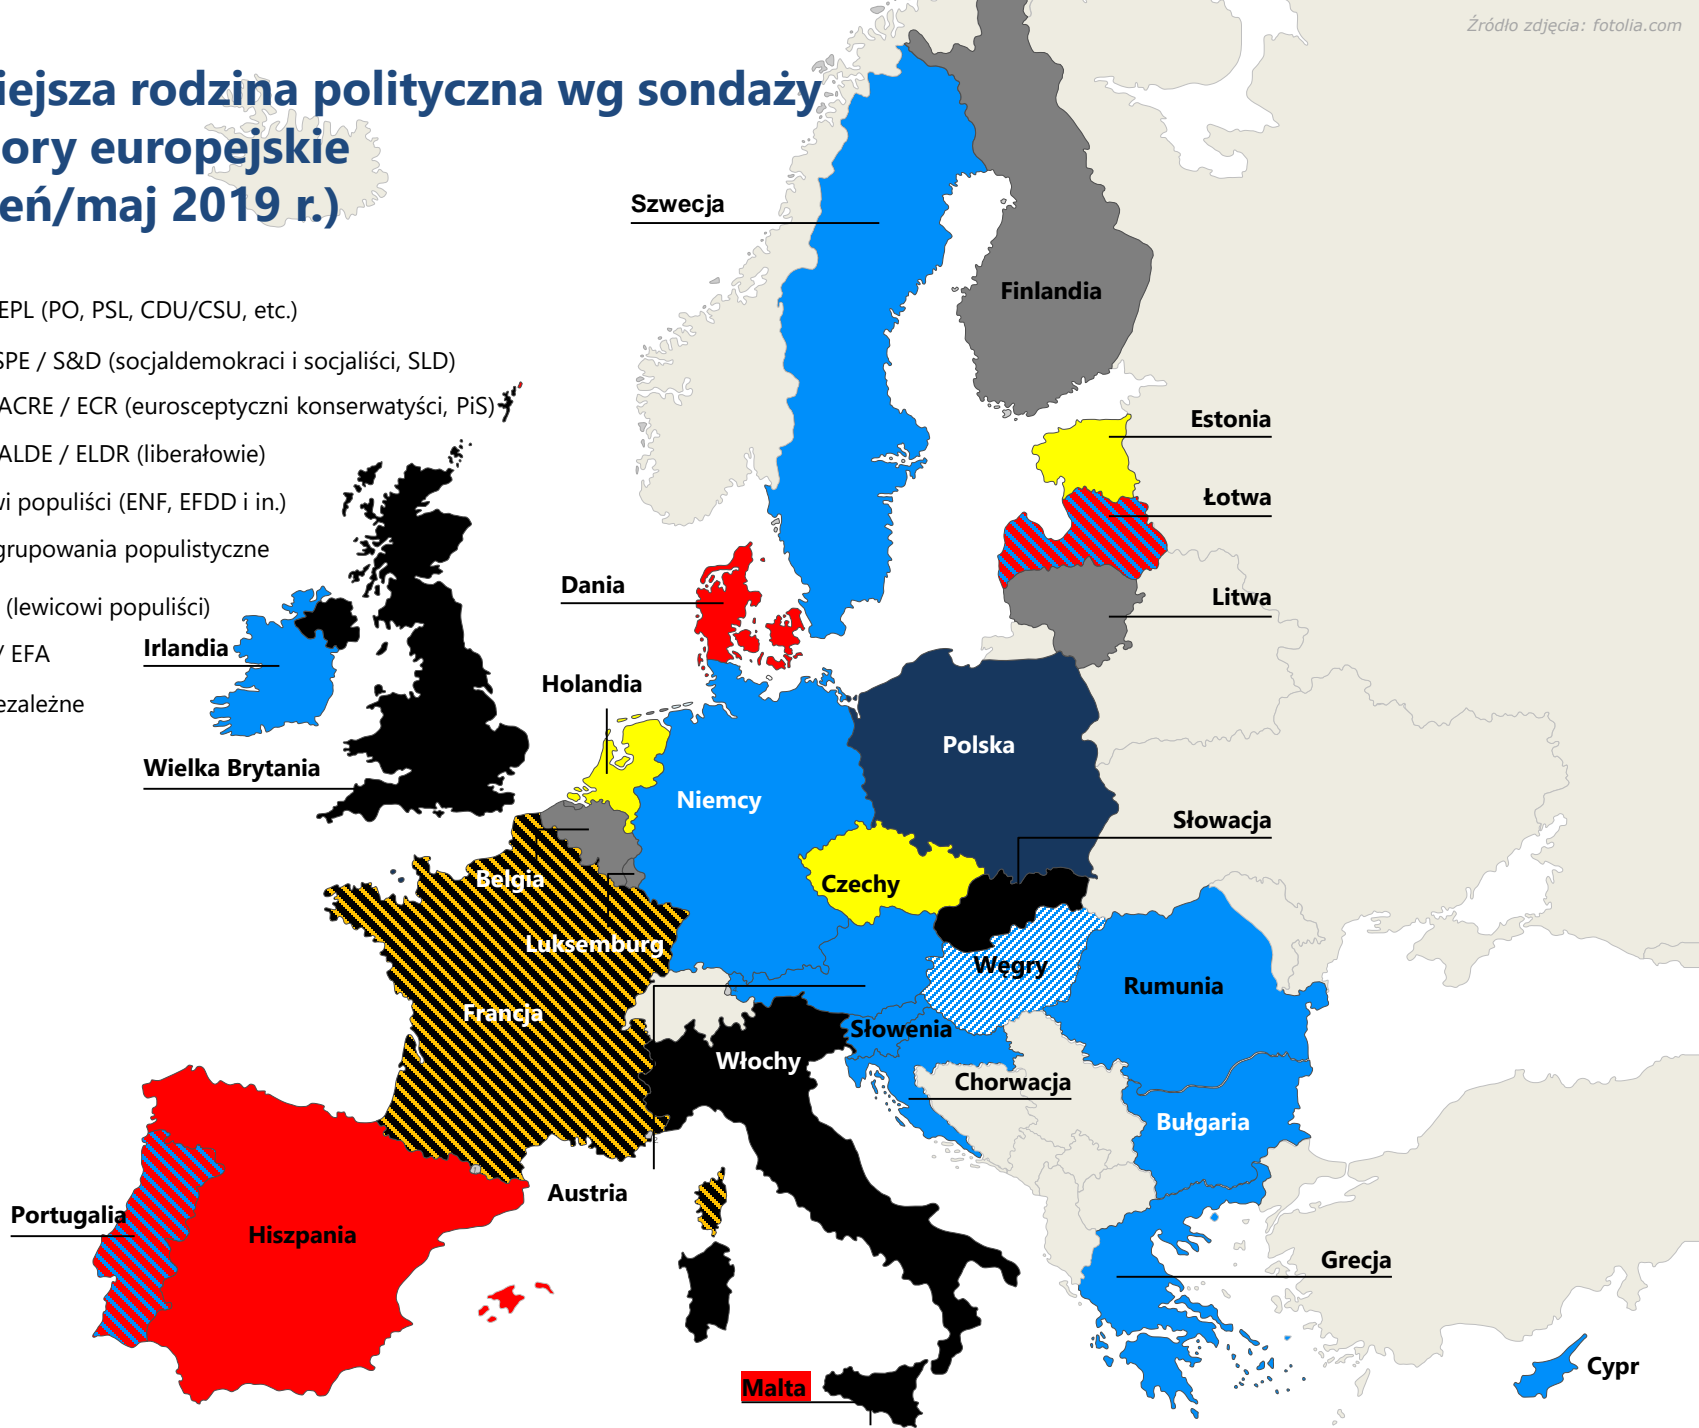 Źródło zdjęcia: fotolia.com
iejsza rodzina polityczna wg sondaży
ory europejskie
eń/maj 2019 r.)
EPL (PO, PSL, CDU/CSU, etc.)
SPE / S&D (socjaldemokraci i socjaliści, SLD)
ACRE / ECR (eurosceptyczni konserwatyści, PiS)
ALDE / ELDR (liberałowie)
wi populiści (ENF, EFDD i in.)
grupowania populistyczne
(lewicowi populiści)
/ EFA
ezależne
Szwecja
Finlandia
Estonia
Łotwa
Litwa
Dania
Irlandia
Holandia
Wielka Brytania
Polska
Niemcy
Słowacja
Czechy
Belgia
Luksemburg
Węgry
Rumunia
Francja
Słowenia
Włochy
Chorwacja
Bułgaria
Austria
Portugalia
Hiszpania
Grecja
Malta
Cypr